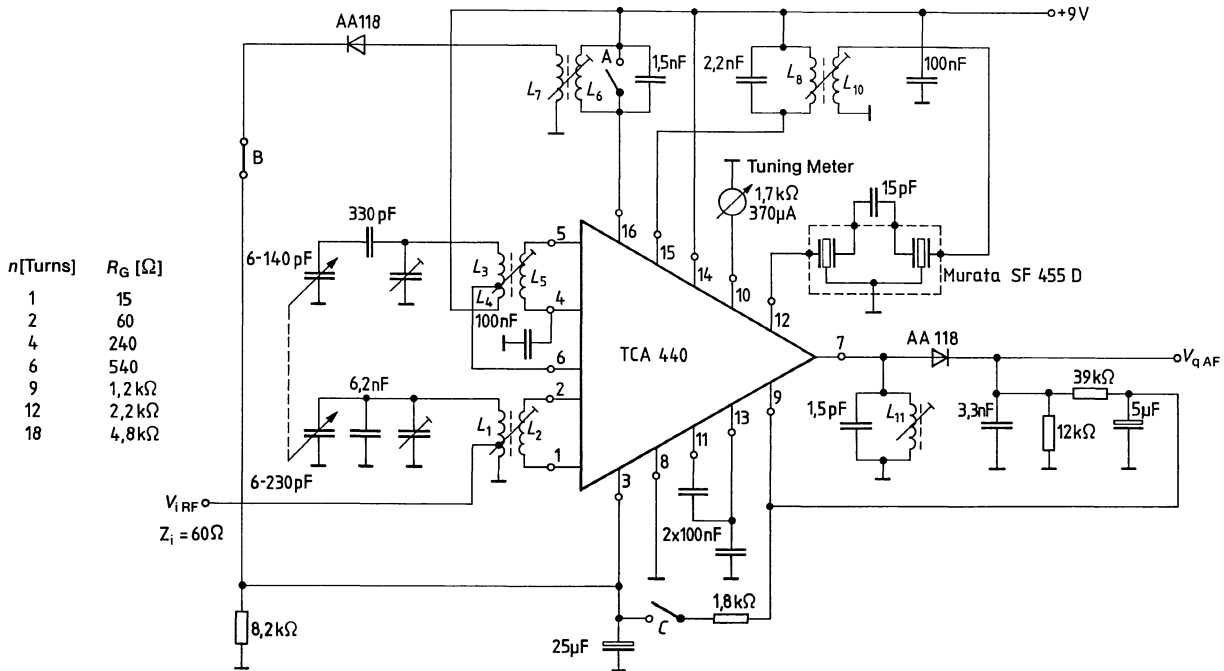 +9V
AA118
A
1,5nF
2,2nF
L7
L6
L8
L10
100nF
B
Tuning Meter
1,7kΩ
370µA
15pF
330pF
6-140pF
16
15
14
10
12
Murata SF 455 D
n[Turns] RG [Ω]
1 15
2 60
4 240
6 540
9 1,2kΩ
12 2,2kΩ
18 4,8kΩ
L3
L4
L5
5
4
100nF
6
TCA 440
7
AA 118
VqAF
6,2nF
2
L1
L2
1
6-230pF
13
9
11
3
8
1,5pF
L11
3,3nF
39kΩ
12kΩ
5µF
ViRF
Zi = 60Ω
2x100nF
8,2kΩ
25µF
C
1,8kΩ